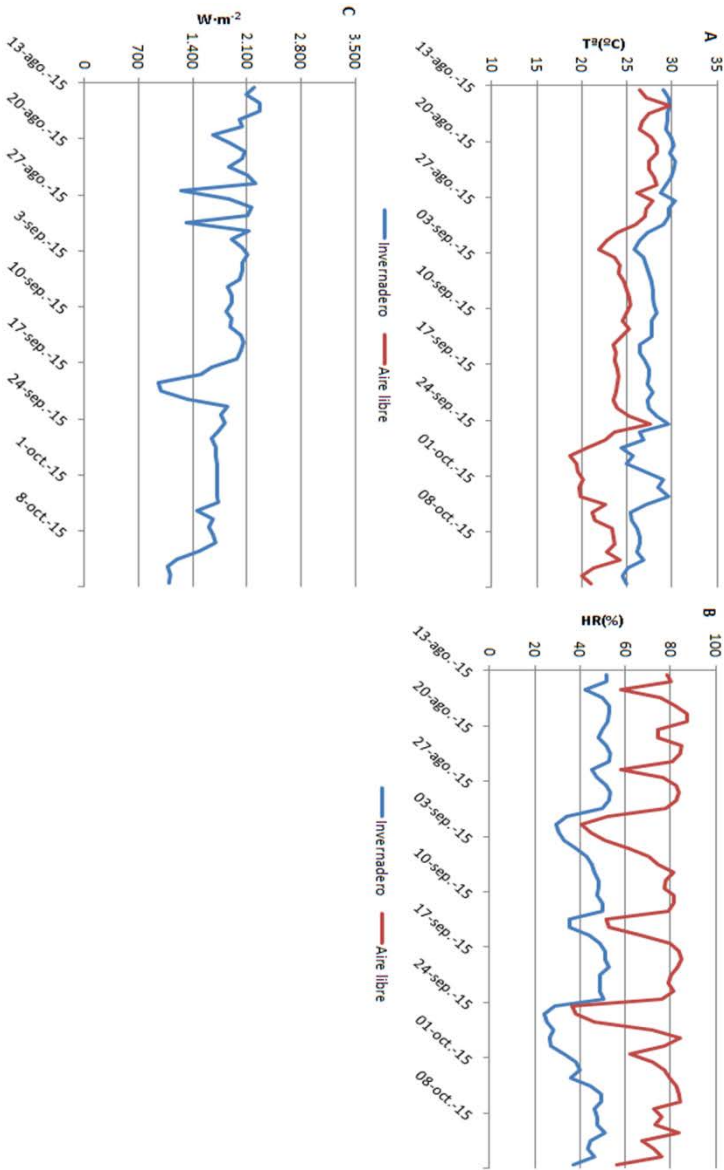 A
Tª(ºC)
35
30
25
20
15
10
13-ago.-15
20-ago.-15
27-ago.-15
03-sep.-15
10-sep.-15
17-sep.-15
24-sep.-15
01-oct.-15
08-oct.-15
Invernadero Aire libre
B
HR(%)
100
80
60
40
20
0
13-ago.-15
20-ago.-15
27-ago.-15
03-sep.-15
10-sep.-15
17-sep.-15
24-sep.-15
01-oct.-15
08-oct.-15
Invernadero Aire libre
C
W·m-2
3.500
2.800
2.100
1.400
700
0
13-ago.-15
20-ago.-15
27-ago.-15
3-sep.-15
10-sep.-15
17-sep.-15
24-sep.-15
1-oct.-15
8-oct.-15